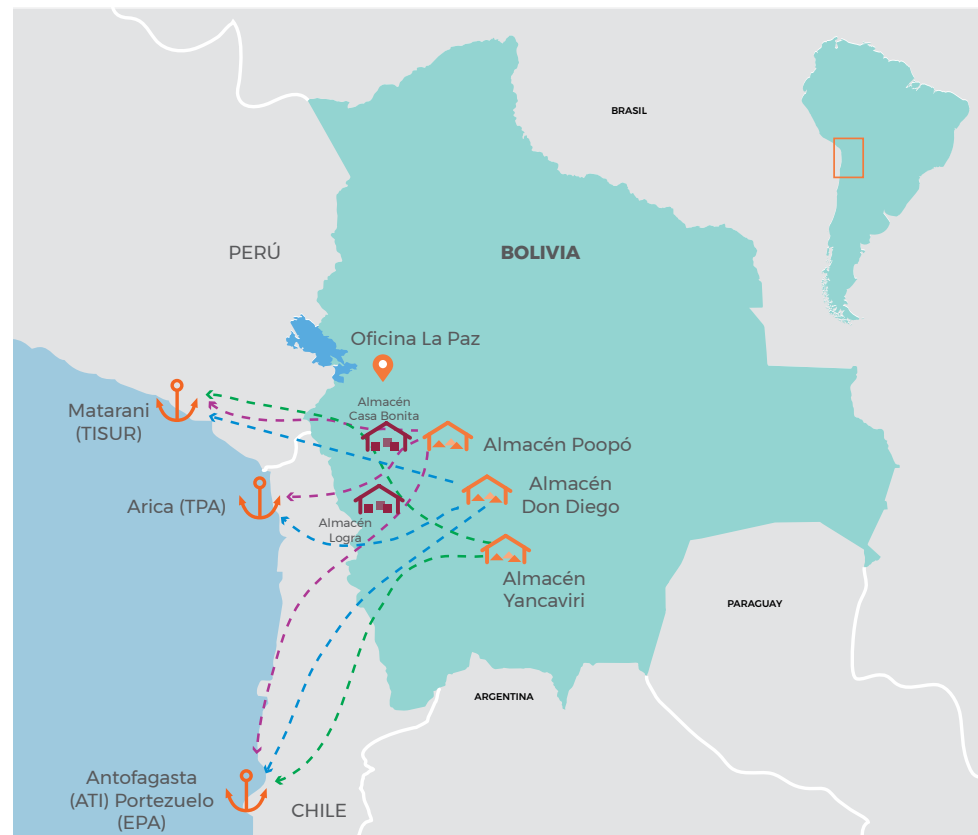 BRASIL
PERÚ
BOLIVIA
Oficina La Paz
Almacén
Casa Bonita
Matarani
(TISUR)
Almacén Poopó
Almacén
Don Diego
Arica (TPA)
Almacén
Logra
Almacén
Yancaviri
PARAGUAY
ARGENTINA
Antofagasta
(ATI) Portezuelo
(EPA)
CHILE